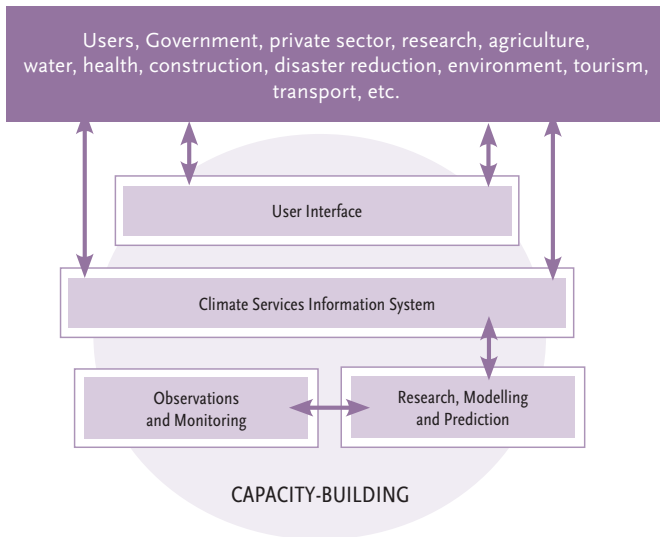 Users, Government, private sector, research, agriculture,
water, health, construction, disaster reduction, environment, tourism,
transport, etc.
User Interface
Climate Services Information System
Observations
and Monitoring
Research, Modelling
and Prediction
CAPACITY-BUILDING